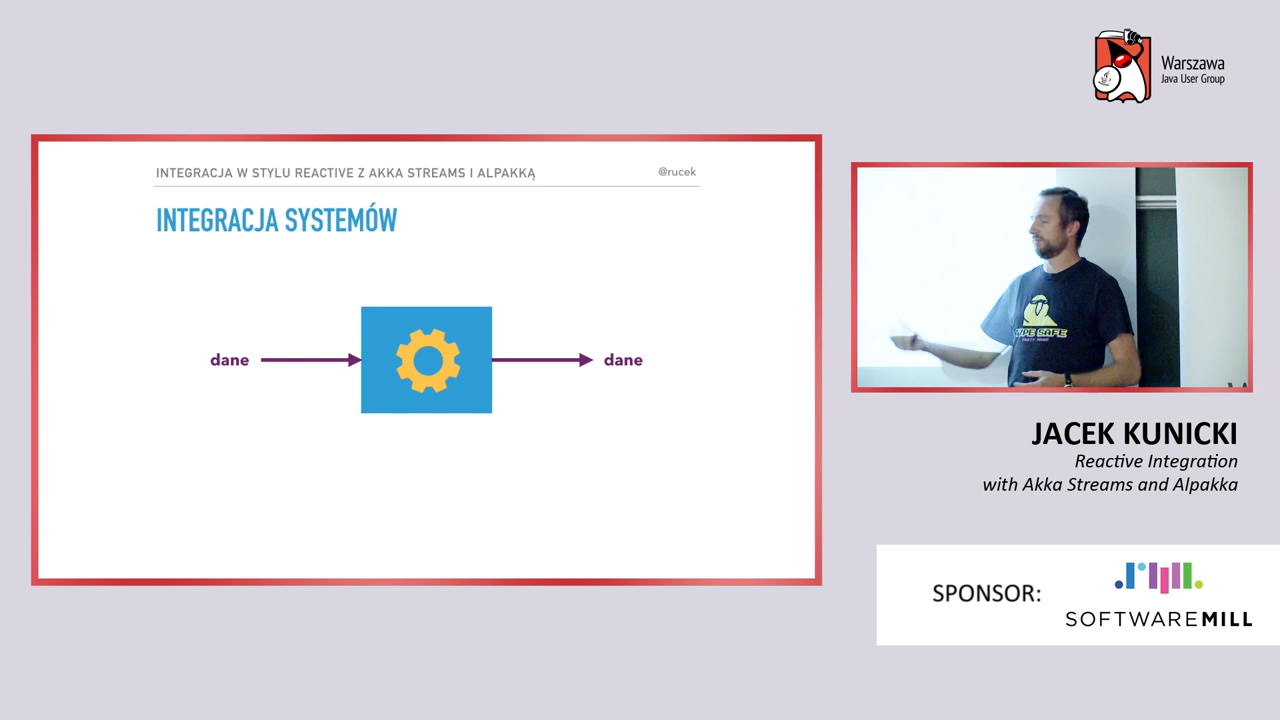 Warszawa
Java User Group
INTEGRACJA W STYLU REACTIVE Z AKKA STREAMS I ALPAKKĄ
@rucek
INTEGRACJA SYSTEMÓW
dane
dane
JACEK KUNICKI
Reactive Integration
with Akka Streams and Alpakka
SPONSOR:
SOFTWAREMILL